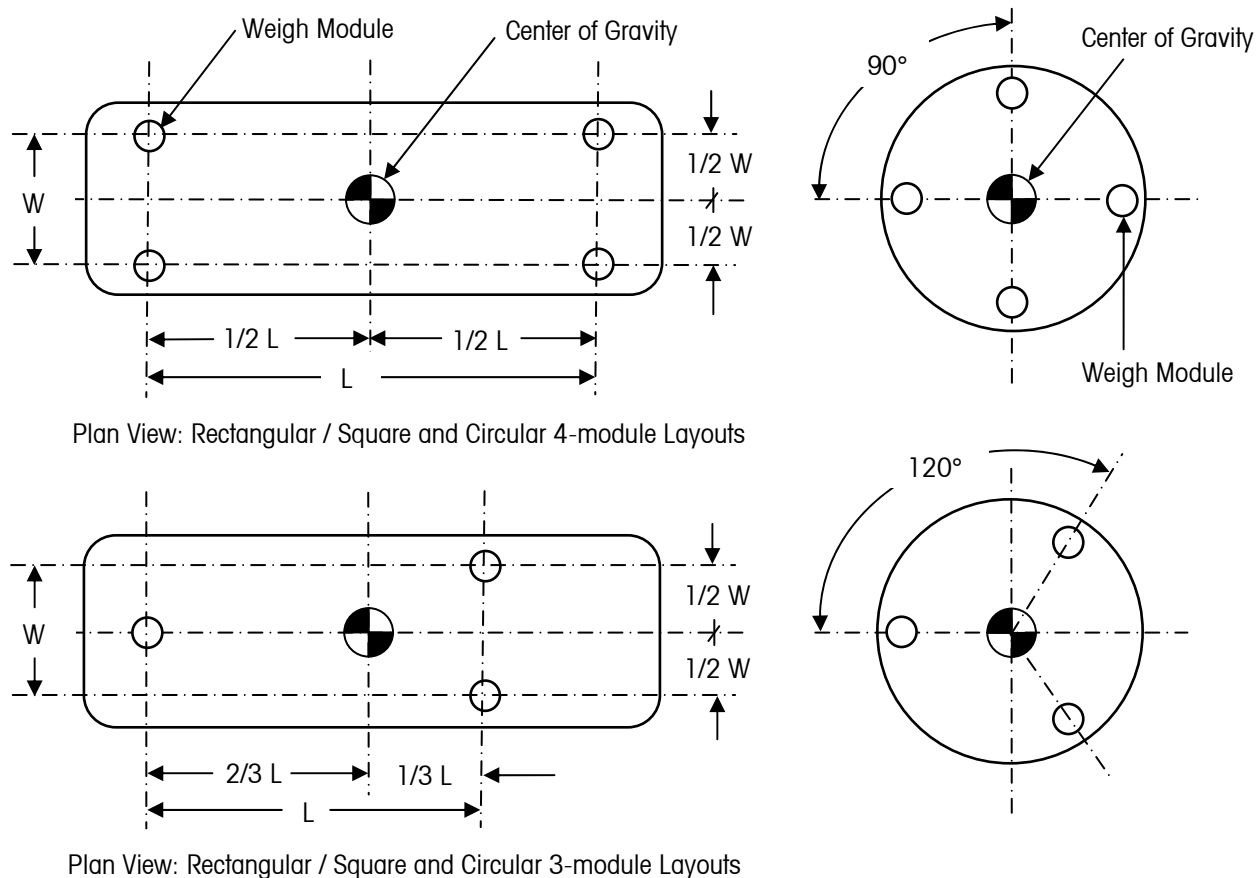 Weigh Module
Center of Gravity
W
1/2 W
1/2 W
1/2 L
1/2 L
L
90°
Center of Gravity
Weigh Module
Plan View: Rectangular / Square and Circular 4-module Layouts
W
1/2 W
1/2 W
2/3 L
1/3 L
L
120°
Plan View: Rectangular / Square and Circular 3-module Layouts